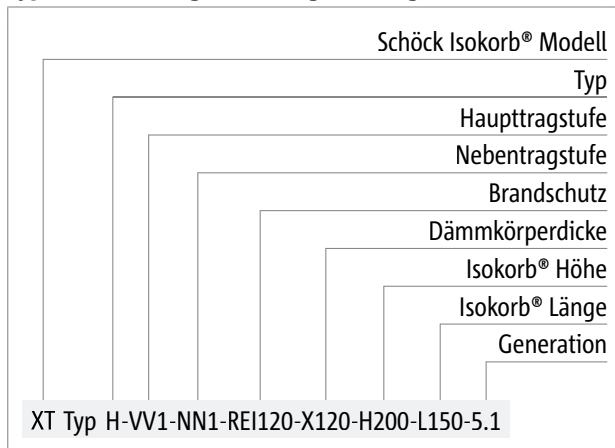 Schöck Isokorb® Modell
Typ
Haupttragstufe
Nebentragstufe
Brandschutz
Dämmkörperdicke
Isokorb® Höhe
Isokorb® Länge
Generation
XT Typ H-VV1-NN1-REI120-X120-H200-L150-5.1